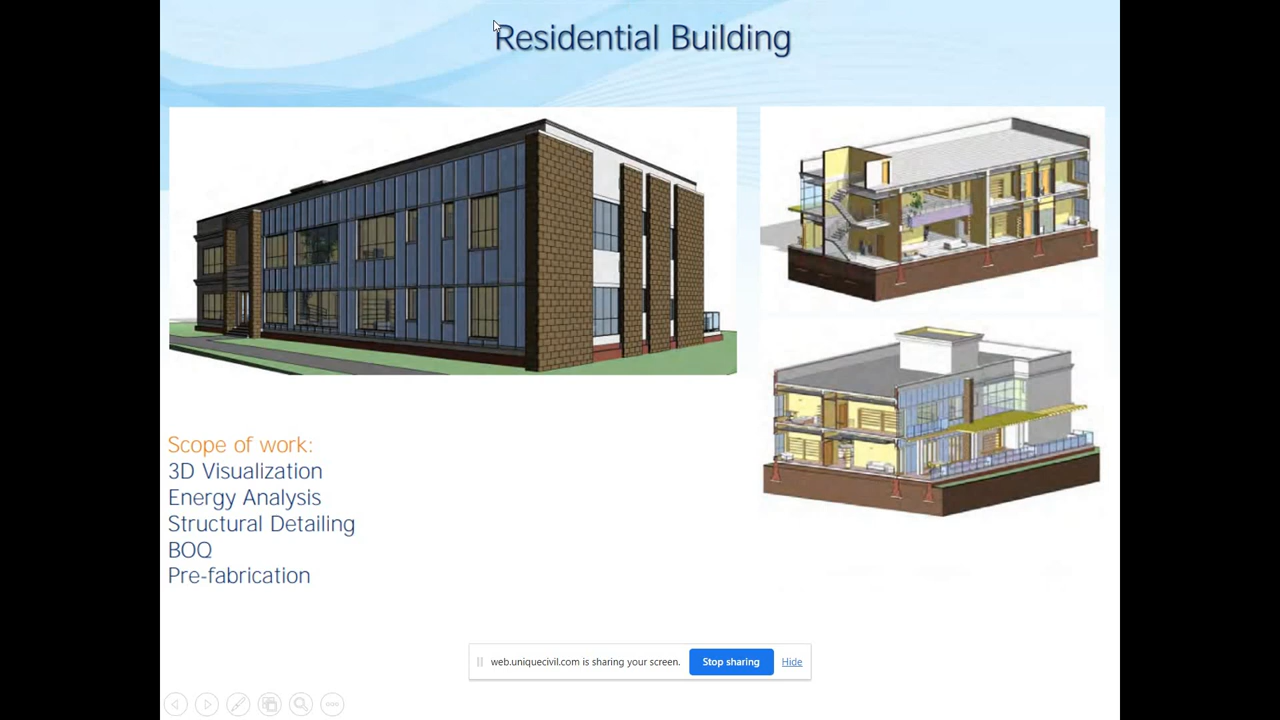 Residential Building
Scope of work:
3D Visualization
Energy Analysis
Structural Detailing
BOQ
Pre-fabrication
web.uniquecivil.com is sharing your screen.
Stop sharing
Hide